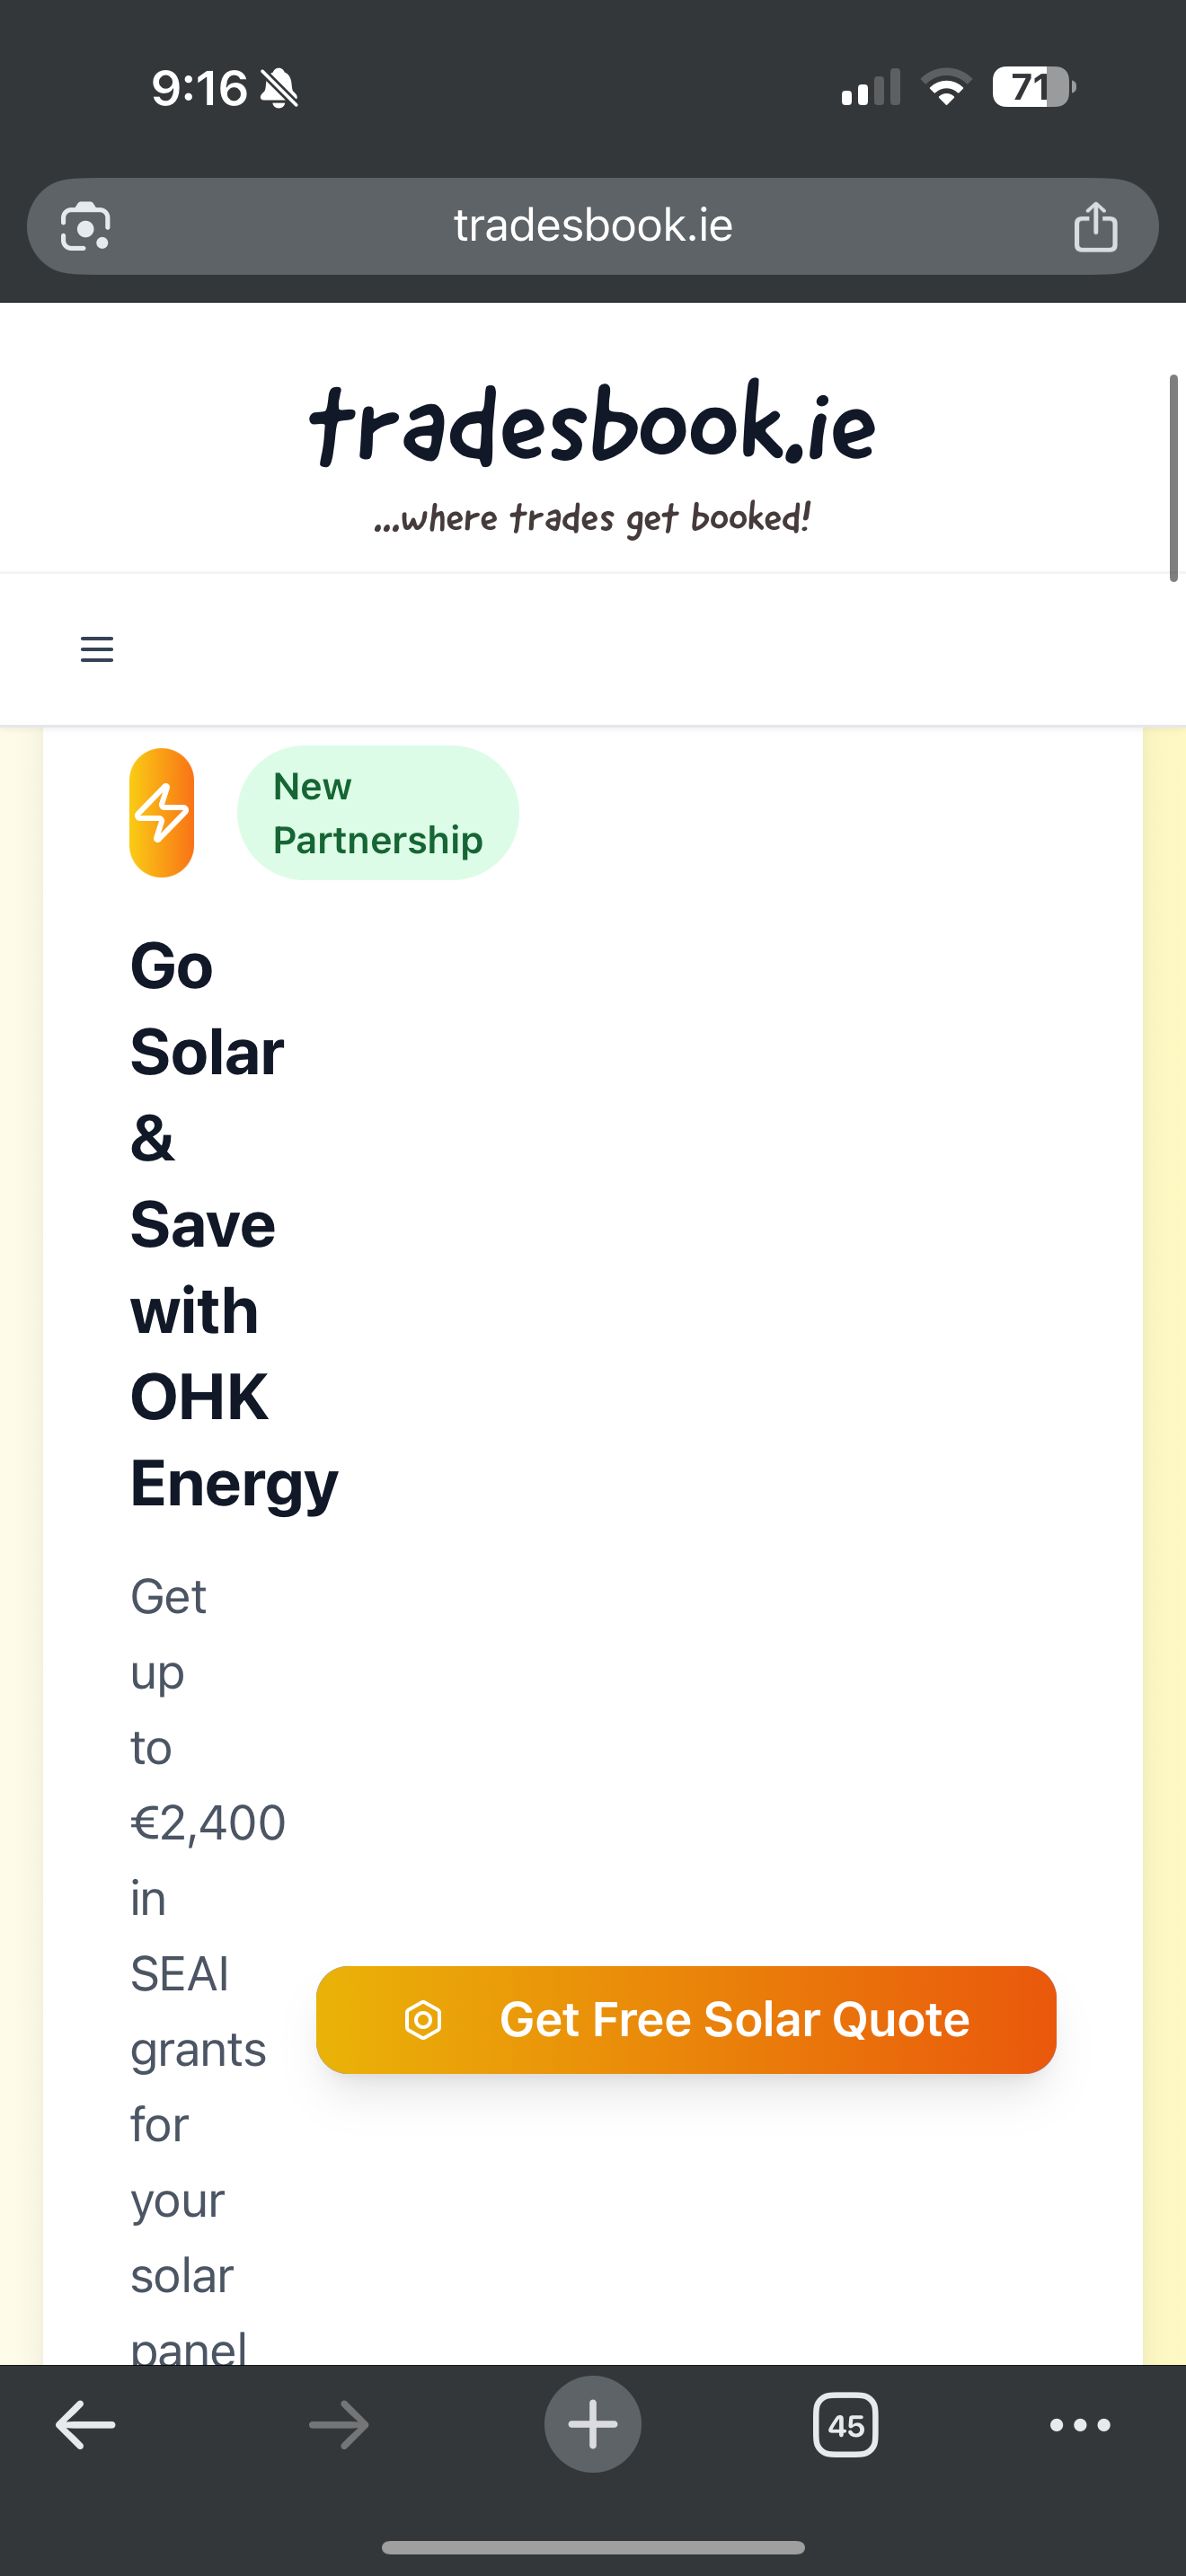 9:16
71
tradesbook.ie
tradesbook.ie
...where trades get booked!
New
Partnership
Go
Solar
&
Save
with
OHK
Energy
Get
up
to
€2,400
in
SEAI
grants
for
your
solar
panel
Get Free Solar Quote
45